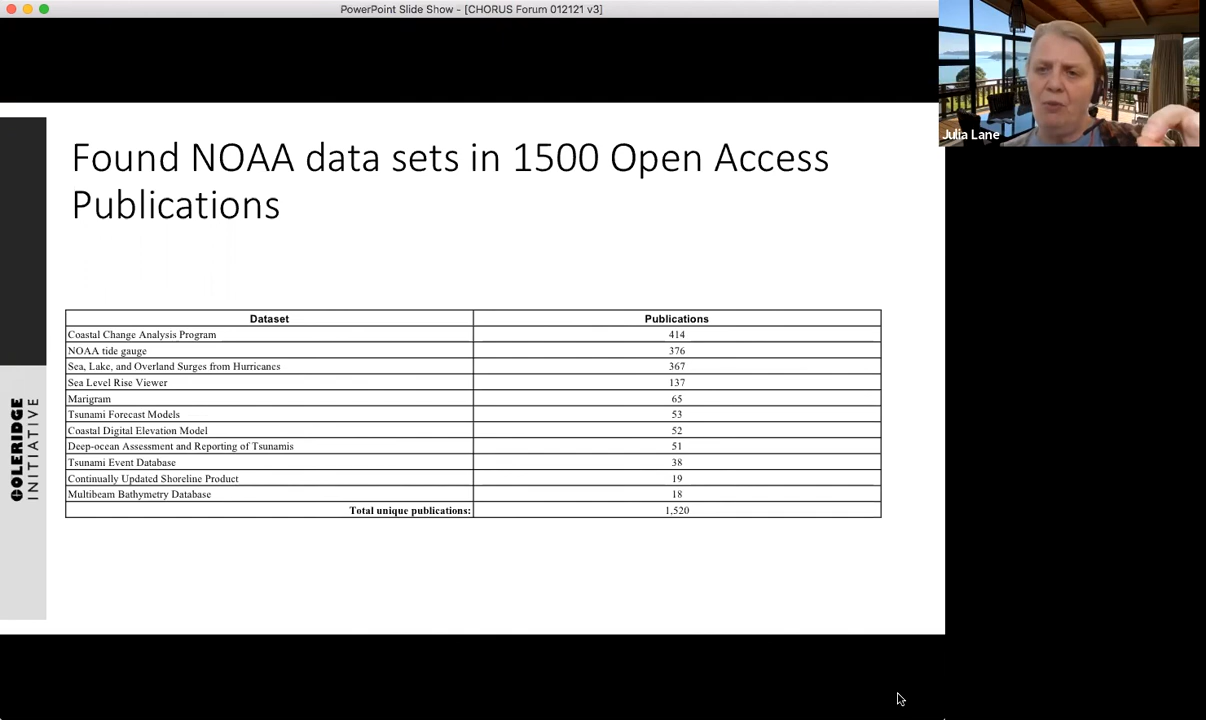 PowerPoint Slide Show - [CHORUS Forum 012121 v3]
Julia Lane
Found NOAA data sets in 1500 Open Access
Publications
Dataset Publications
Coastal Change Analysis Program 414
NOAA tide gauge 376
Sea, Lake, and Overland Surges from Hurricanes 367
Sea Level Rise Viewer 137
Marigram 65
Tsunami Forecast Models 53
Coastal Digital Elevation Model 52
Deep-ocean Assessment and Reporting of Tsunamis 51
Tsunami Event Database 38
Continually Updated Shoreline Product 19
Multibeam Bathymetry Database 18
Total unique publications: 1,520
COLERIDGE
INITIATIVE